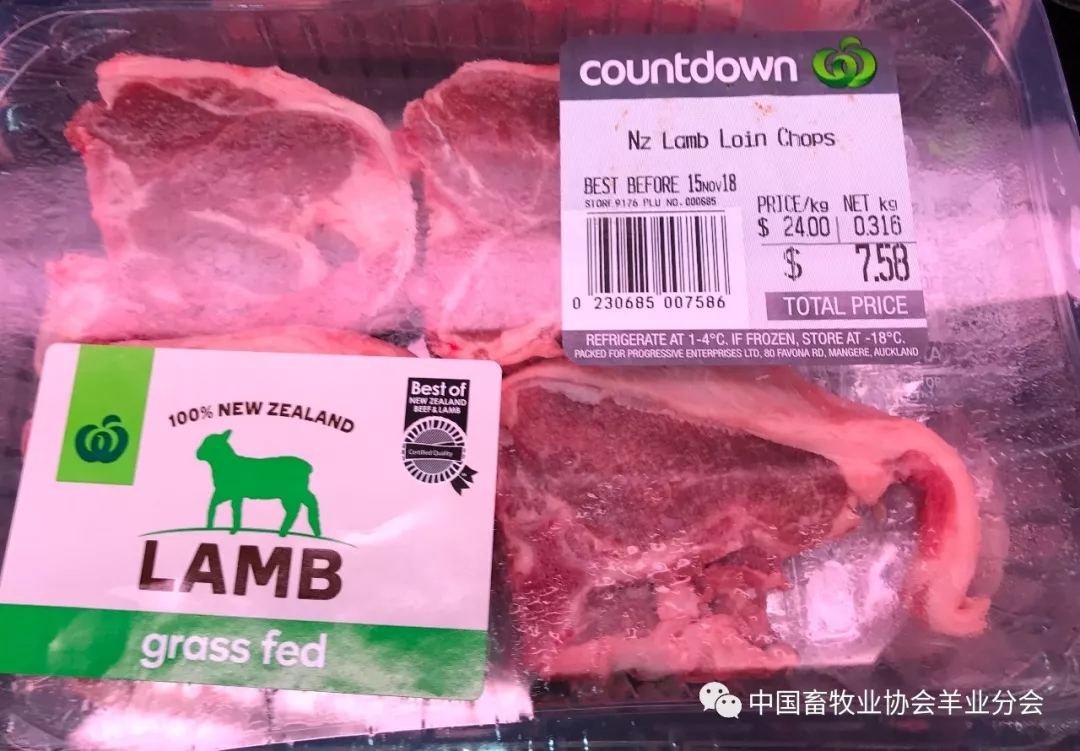 countdown
Nz Lamb Loin Chops
BEST BEFORE 15NOV18
STORE 9176 PLU NO. 000685
PRICE/kg NET kg
$ 24.00 0.316
$ 7.58
0 230685 007586
TOTAL PRICE
REFRIGERATE AT 1-4°C. IF FROZEN, STORE AT -18°C.
PACKED FOR PROGRESSIVE ENTERPRISES LTD, 80 FAVONA RD, MANGERE, AUCKLAND
100% NEW ZEALAND
Best of
NEW ZEALAND
BEEF & LAMB
Certified Quality
LAMB
grass fed
中国畜牧业协会羊业分会